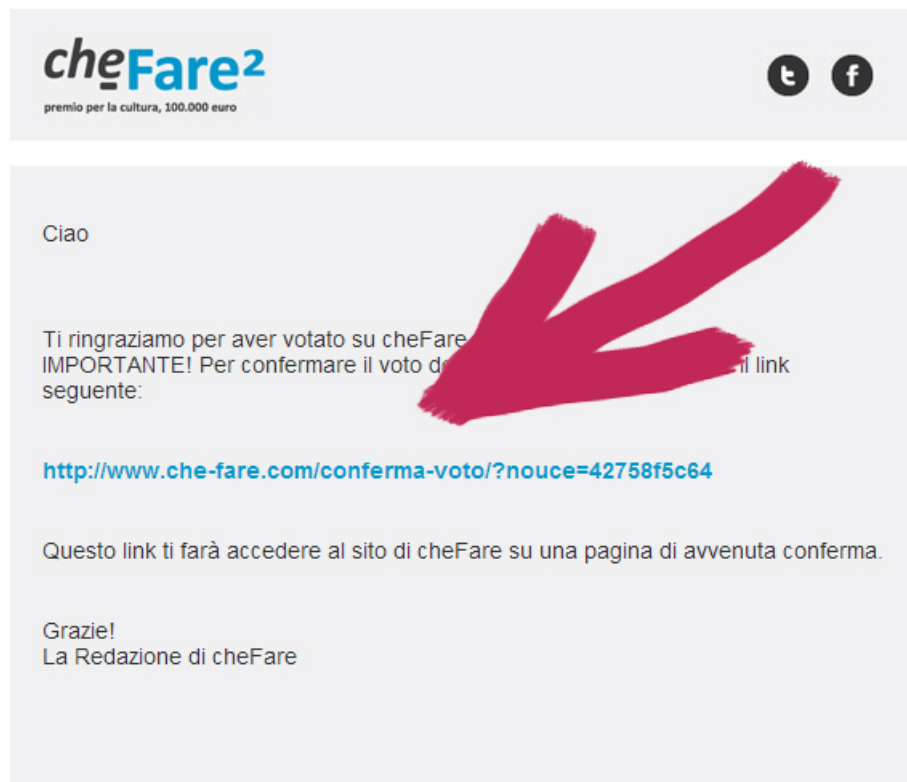 cheFare²
premio per la cultura, 100.000 euro
Ciao
Ti ringraziamo per aver votato su cheFare
IMPORTANTE! Per confermare il voto il link
seguente:
http://www.che-fare.com/conferma-voto/?nouce=42758f5c64
Questo link ti farà accedere al sito di cheFare su una pagina di avvenuta conferma.
Grazie!
La Redazione di cheFare